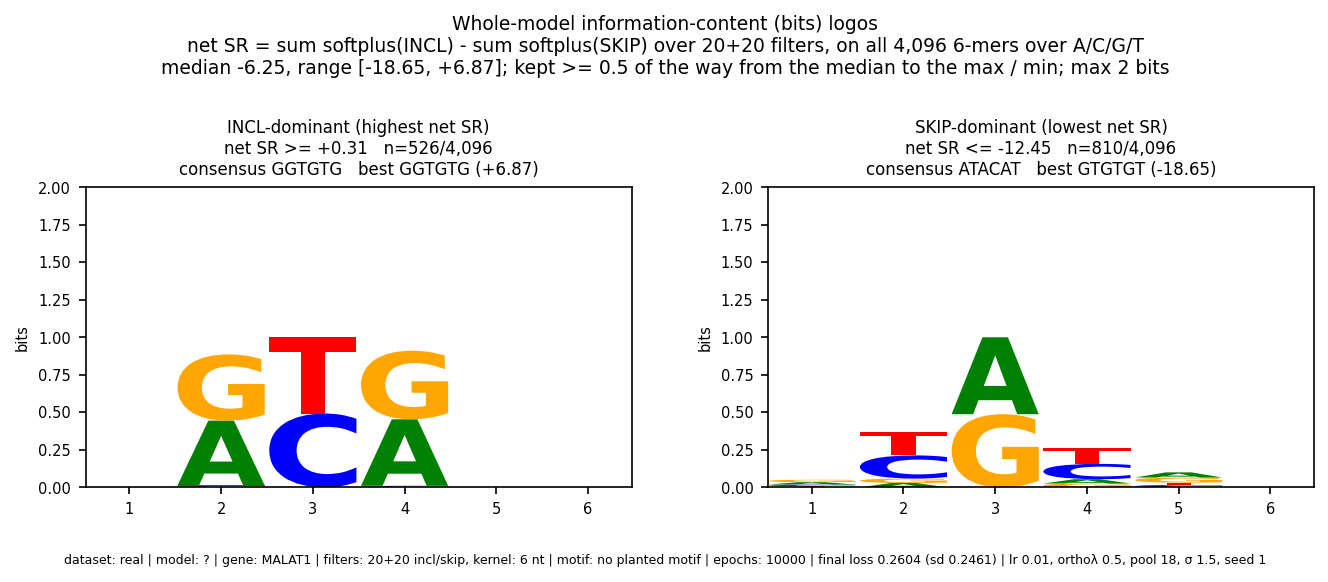 Whole-model information-content (bits) logos
net SR = sum softplus(INCL) - sum softplus(SKIP) over 20+20 filters, on all 4,096 6-mers over A/C/G/T
median -6.25, range [-18.65, +6.87]; kept >= 0.5 of the way from the median to the max / min; max 2 bits
INCL-dominant (highest net SR)
net SR >= +0.31 n=526/4,096
consensus GGTGTG best GGTGTG (+6.87)
2.00
1.75
1.50
1.25
1.00
0.75
0.50
0.25
0.00
bits
G T G
A C A
1 2 3 4 5 6
SKIP-dominant (lowest net SR)
net SR <= -12.45 n=810/4,096
consensus ATACAT best GTGTGT (-18.65)
2.00
1.75
1.50
1.25
1.00
0.75
0.50
0.25
0.00
bits
A
T G T
C C
1 2 3 4 5 6
dataset: real | model: ? | gene: MALAT1 | filters: 20+20 incl/skip, kernel: 6 nt | motif: no planted motif | epochs: 10000 | final loss 0.2604 (sd 0.2461) | lr 0.01, orthoλ 0.5, pool 18, σ 1.5, seed 1